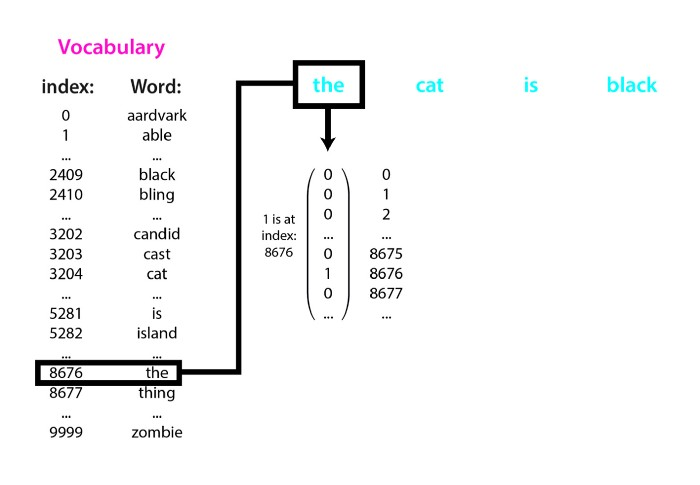 Vocabulary
index: Word:
0 aardvark
1 able
... ...
2409 black
2410 bling
... ...
3202 candid
3203 cast
3204 cat
... ...
5281 is
5282 island
... ...
8676 the
8677 thing
... ...
9999 zombie
the cat is black
1 is at
index:
8676
0 0
0 1
0 2
... ...
0 8675
1 8676
0 8677
... ...